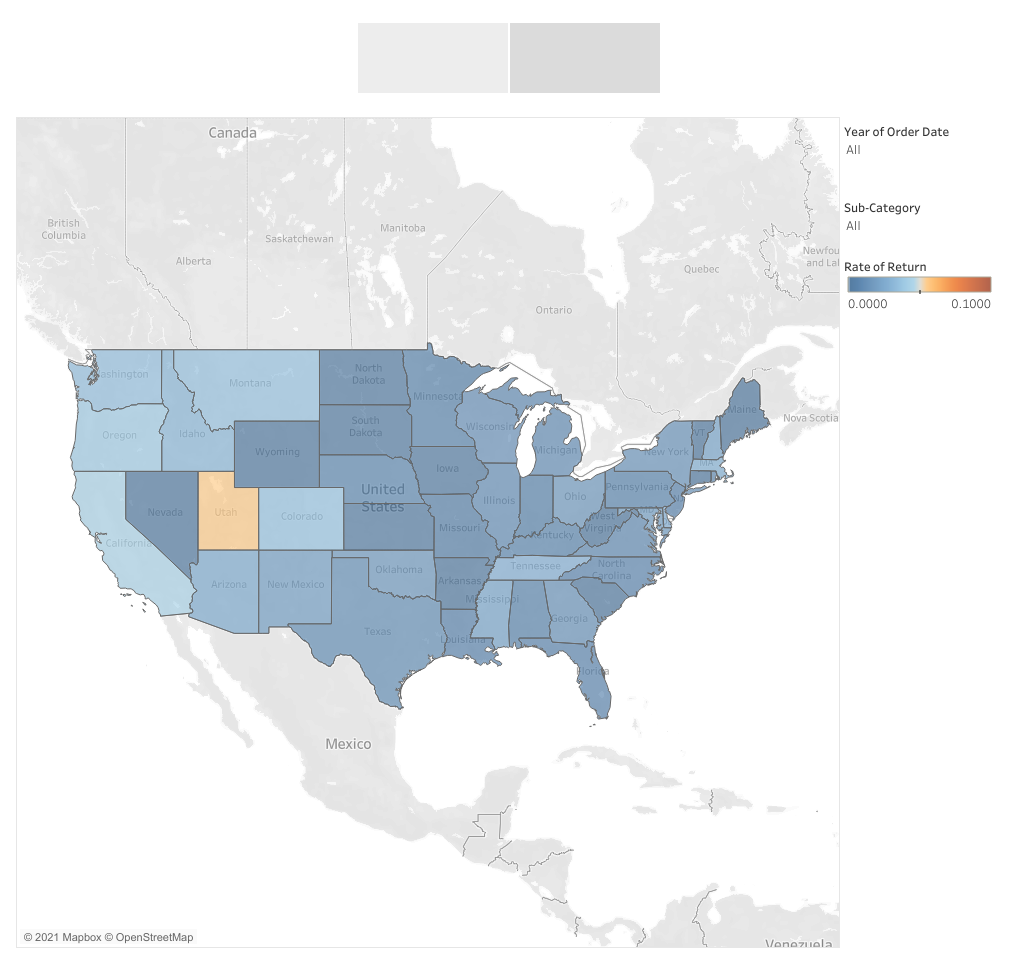 Canada
British
Columbia
Alberta
Saskatchewan
Manitoba
Ontario
Quebec
Newfou
and Lal
Nova Scotia
ashington
Montana
North
Dakota
Minnesota
Oregon
Idaho
South
Dakota
Wisconsin
Michigan
New York
VT
Maine
MA
Wyoming
Iowa
Nevada
Utah
Colorado
United
States
Illinois
Ohio
Pennsylvania
California
Missouri
Kentucky
West
Virginia
Arizona
New Mexico
Oklahoma
Arkansas
Tennessee
North
Carolina
Mississippi
Texas
Louisiana
Georgia
Florida
Mexico
Venezuela
© 2021 Mapbox © OpenStreetMap
Year of Order Date
All
Sub-Category
All
Rate of Return
0.0000 0.1000